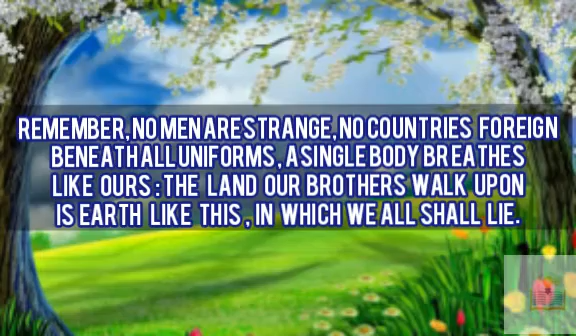 REMEMBER, NO MEN ARE STRANGE, NO COUNTRIES FOREIGN
BENEATH ALL UNIFORMS, A SINGLE BODY BREATHES
LIKE OURS : THE LAND OUR BROTHERS WALK UPON
IS EARTH LIKE THIS, IN WHICH WE ALL SHALL LIE.